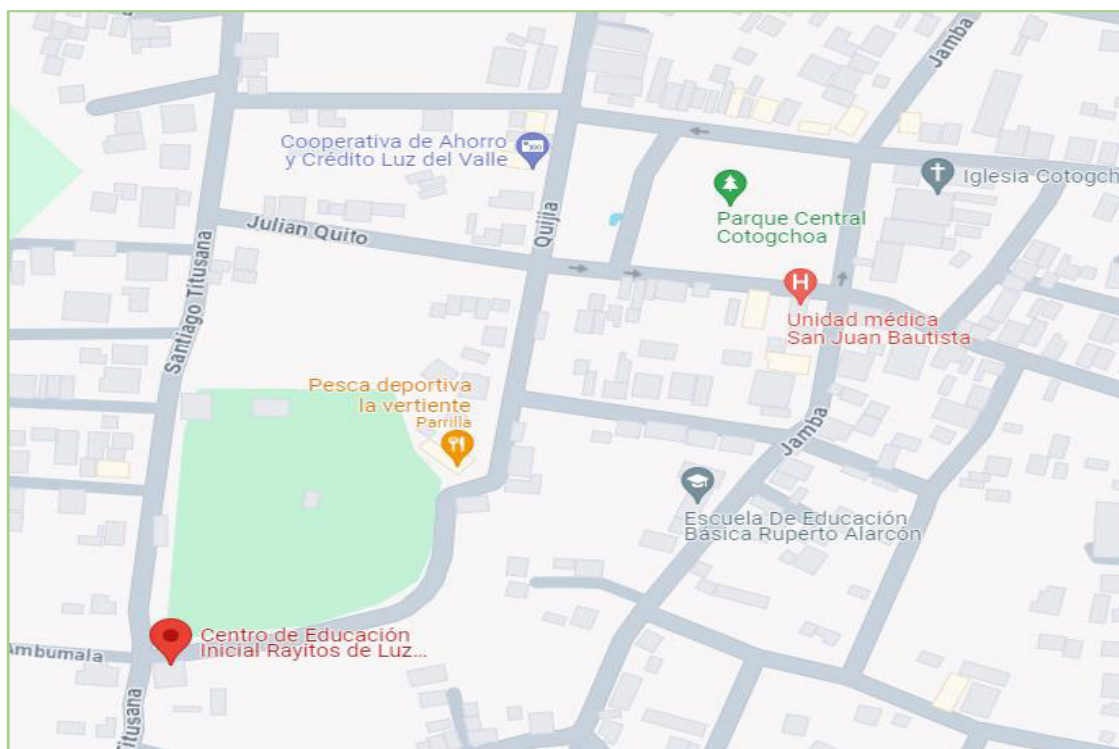 Jamba
Cooperativa de Ahorro
y Crédito Luz del Valle
Iglesia Cotogch
Parque Central
Cotogchoa
Julian Quito
Quijia
Santiago Titusana
H
Unidad médica
San Juan Bautista
Pesca deportiva
la vertiente
Parrilla
Jamba
Escuela De Educación
Básica Ruperto Alarcón
Centro de Educación
Inicial Rayitos de Luz...
Ambumala
Titusana